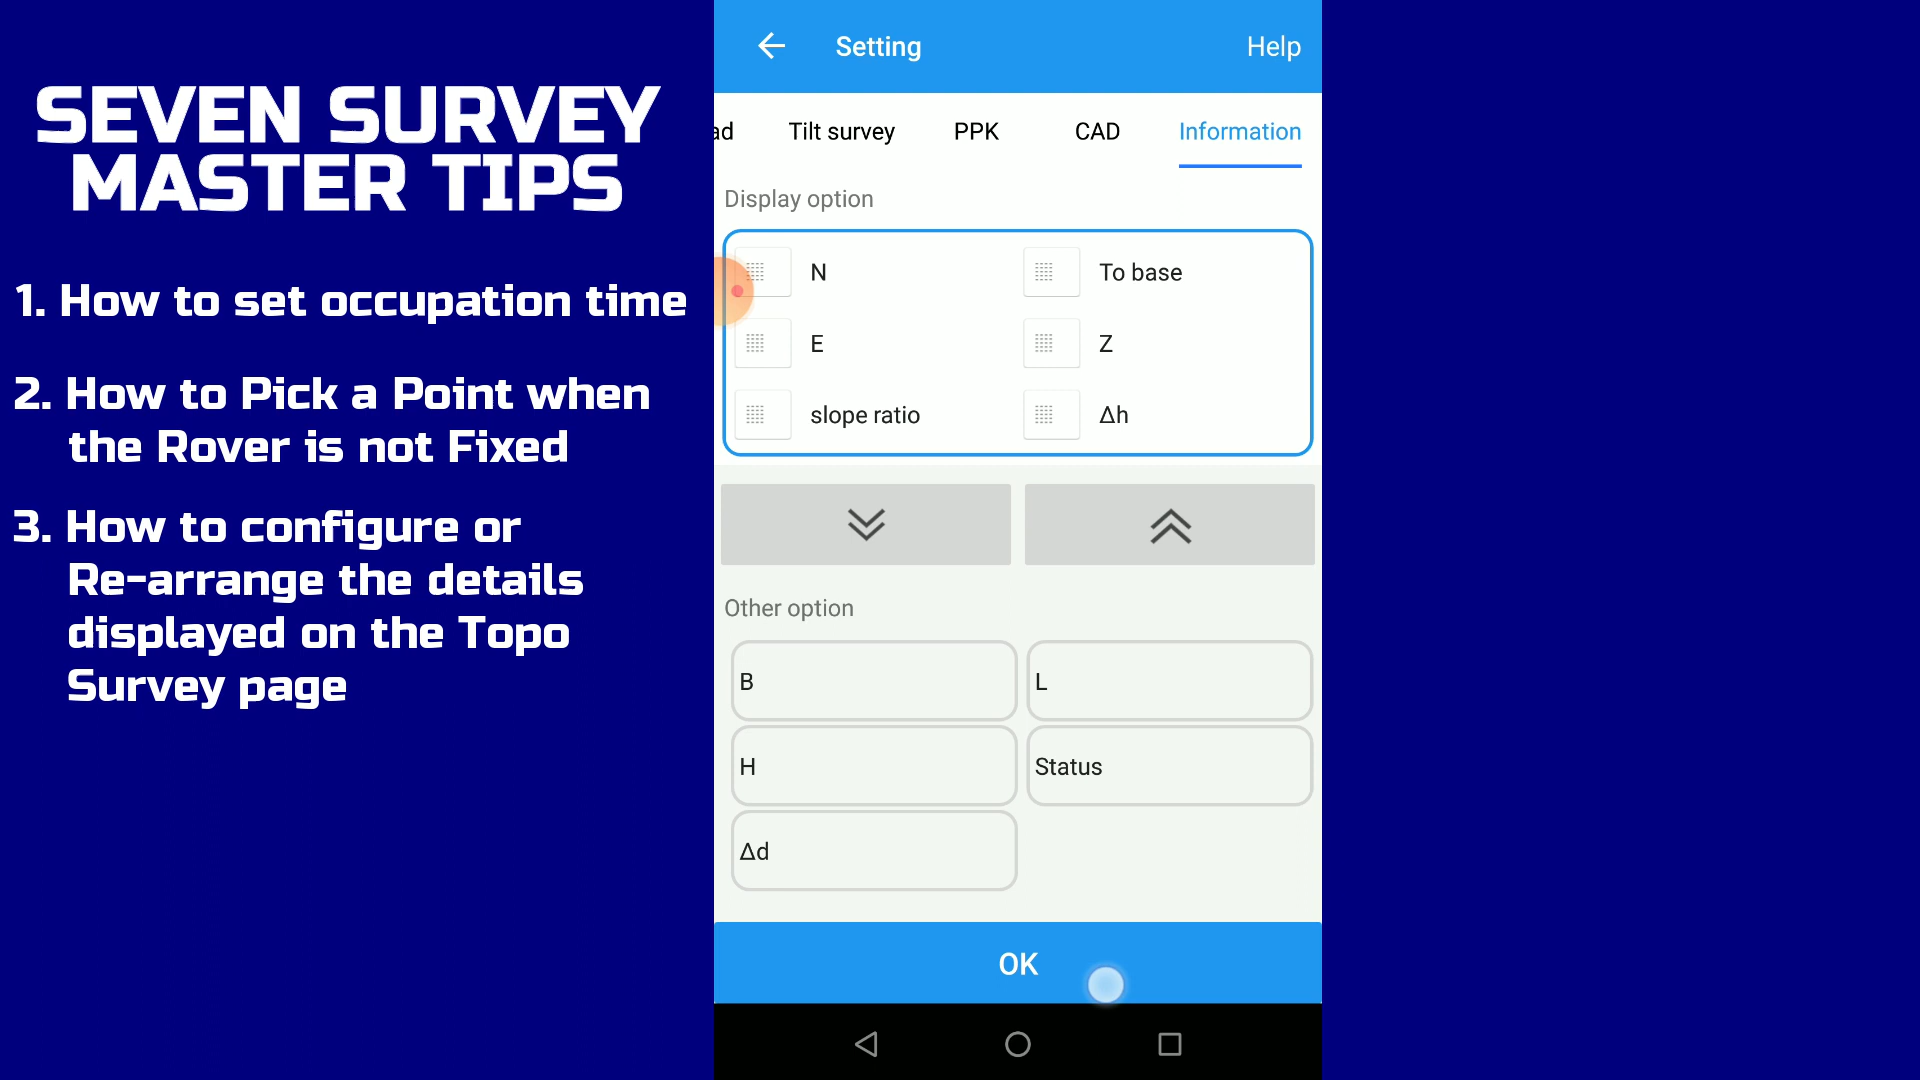 SEVEN SURVEY
MASTER TIPS
1. How to set occupation time
2. How to Pick a Point when
the Rover is not Fixed
3. How to configure or
Re-arrange the details
displayed on the Topo
Survey page
Setting
Help
ad
Tilt survey
PPK
CAD
Information
Display option
N
To base
E
Z
slope ratio
Δh
Other option
B
L
H
Status
Δd
OK